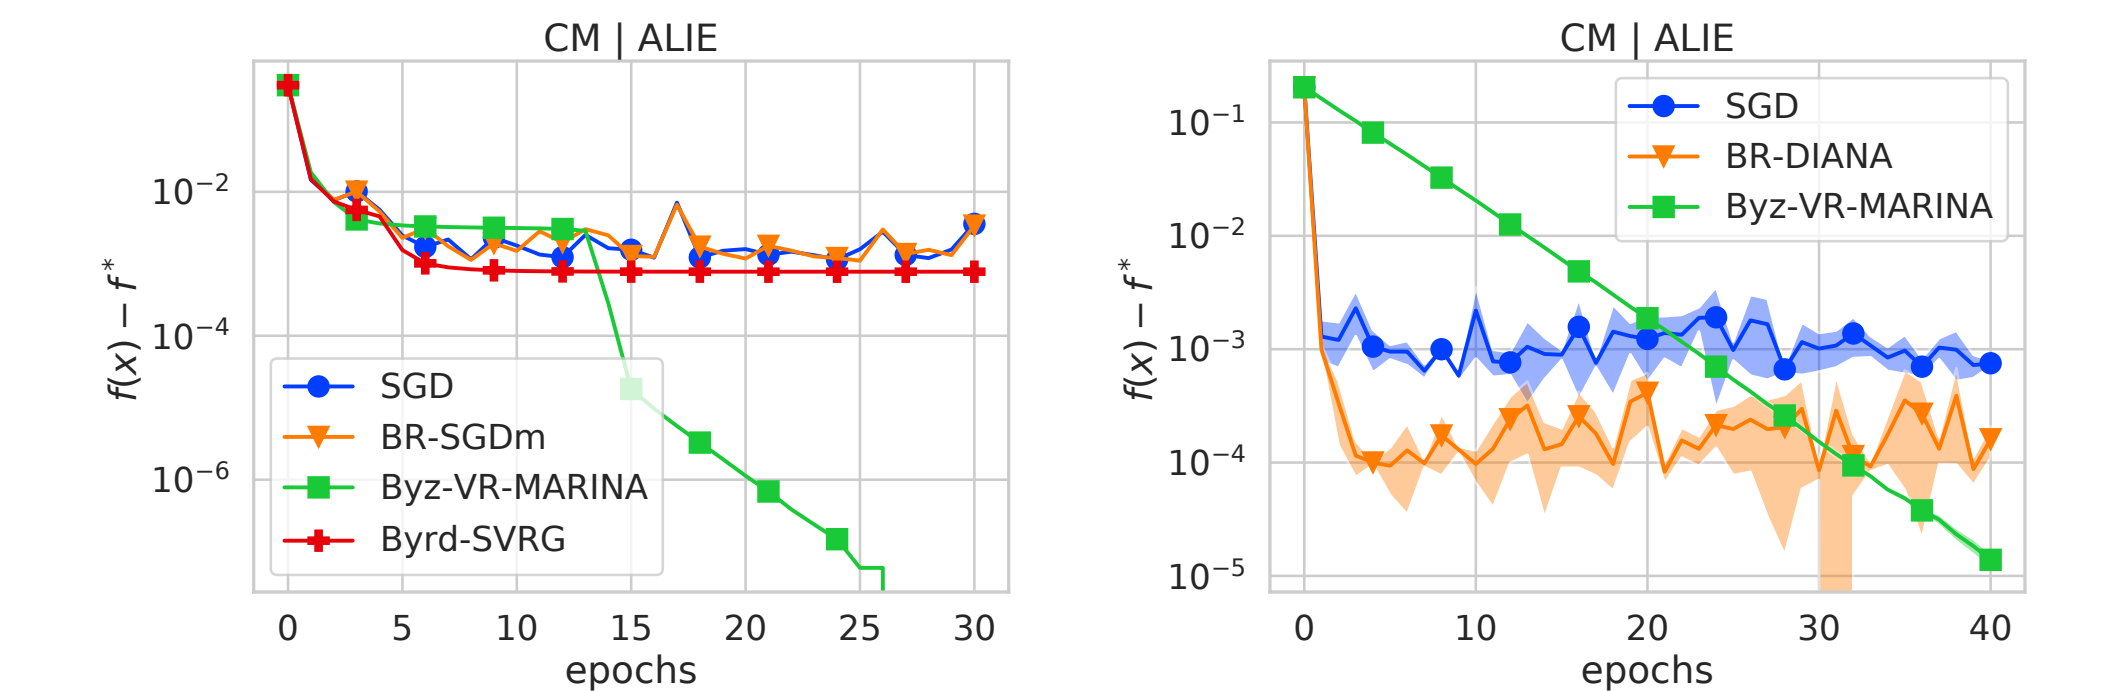 CM | ALIE
10⁻²
10⁻⁴
10⁻⁶
f(x) − f*
SGD
BR-SGDm
Byz-VR-MARINA
Byrd-SVRG
0 5 10 15 20 25 30
epochs
CM | ALIE
10⁻¹
10⁻²
10⁻³
10⁻⁴
10⁻⁵
f(x) − f*
SGD
BR-DIANA
Byz-VR-MARINA
0 10 20 30 40
epochs